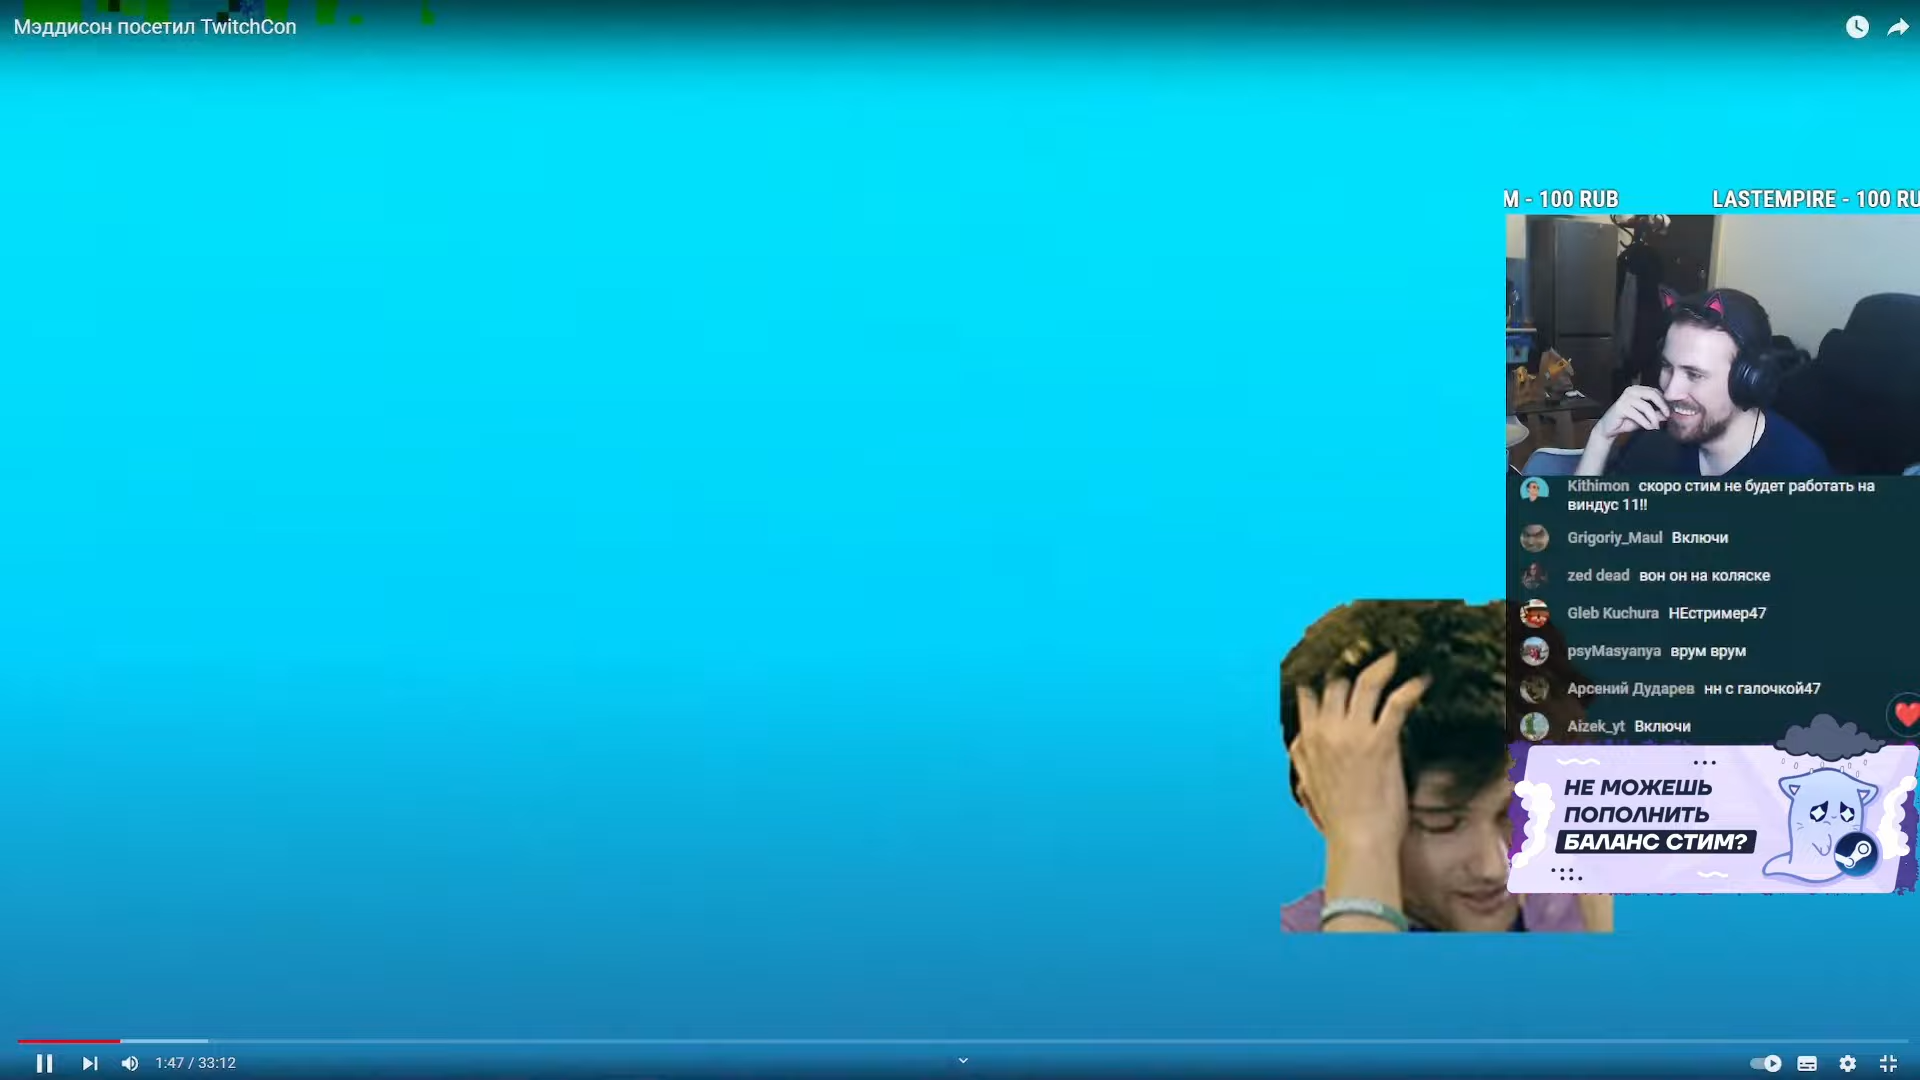 Мэддисон посетил TwitchCon
M - 100 RUB LASTEMPIRE - 100 RU
Kithimon скоро стим не будет работать на
виндус 11!!
Grigoriy_Maul Включи
zed dead вон он на коляске
Gleb Kuchura НЕстример47
psyMasyanya врум врум
Арсений Дударев нн с галочкой47
Aizek_yt Включи
НЕ МОЖЕШЬ
ПОПОЛНИТЬ
БАЛАНС СТИМ?
1:47 / 33:12